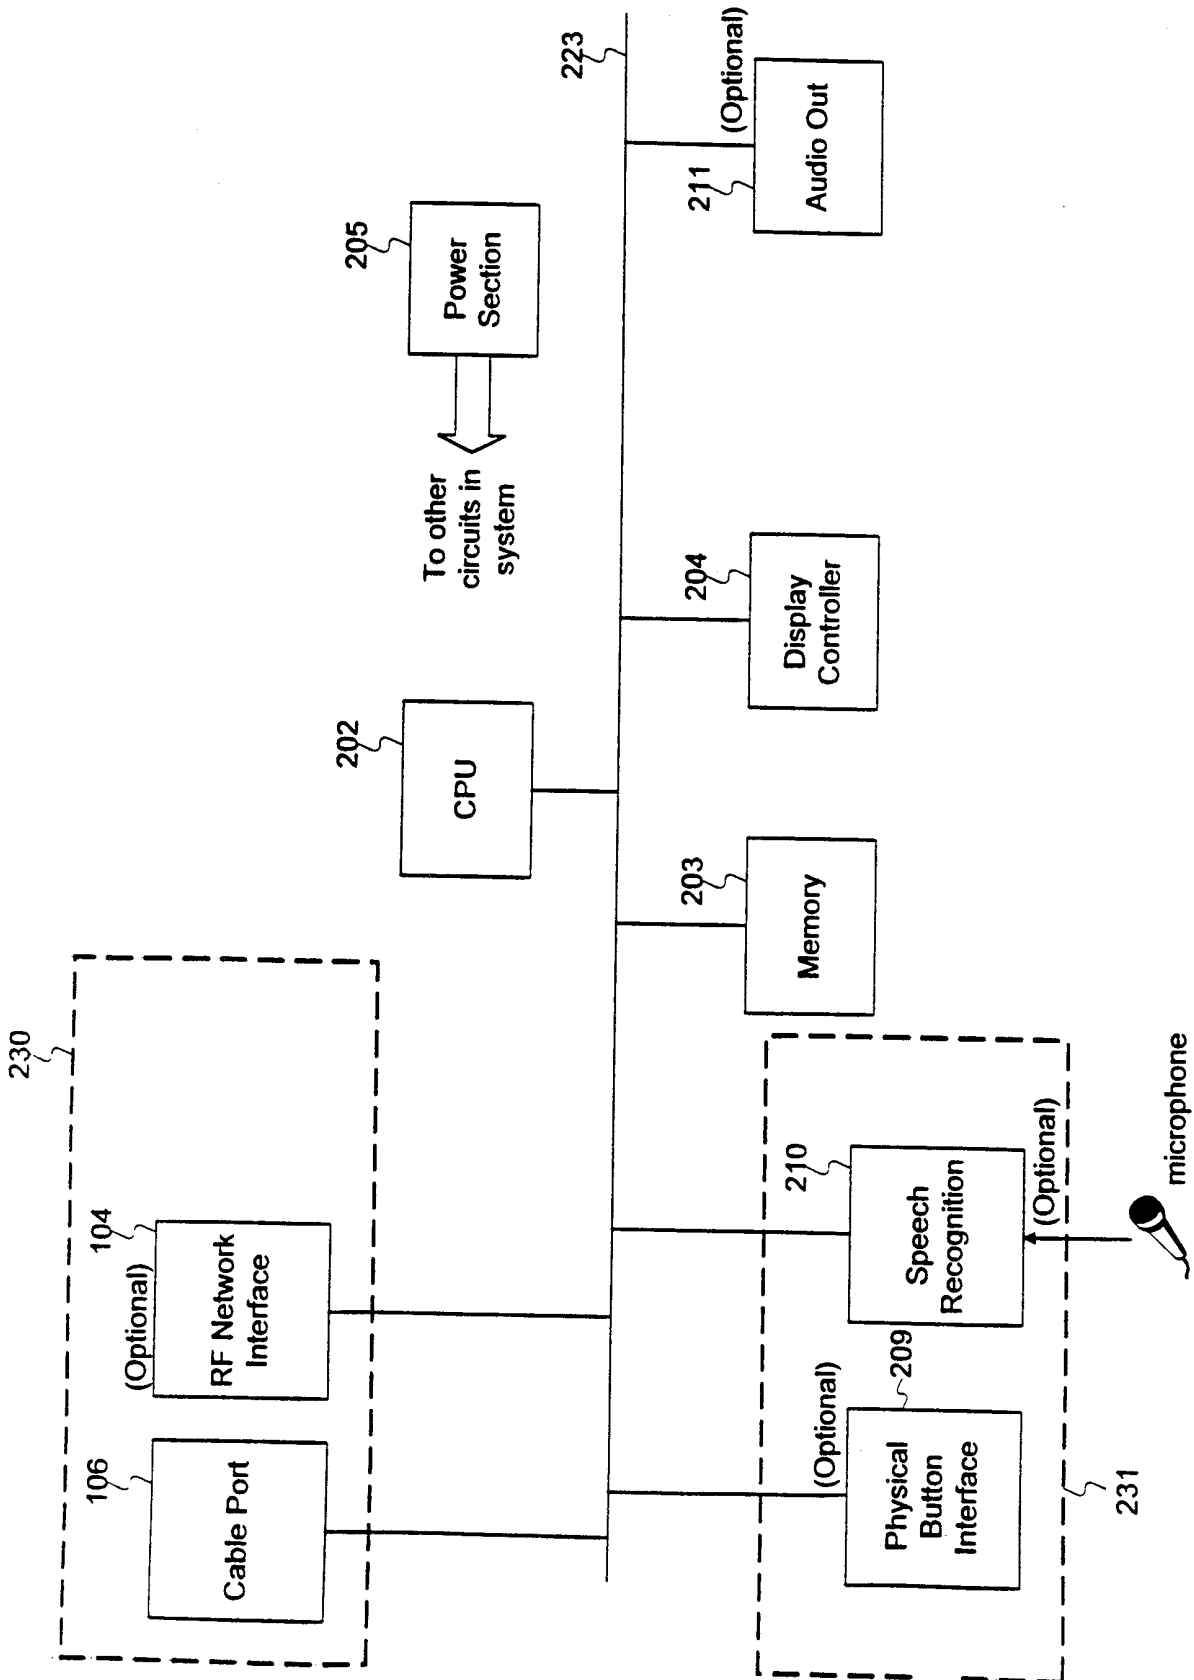 230
106
Cable Port
104
(Optional)
RF Network
Interface
202
CPU
205
Power
Section
To other
circuits in
system
223
(Optional)
209
Physical
Button
Interface
210
Speech
Recognition
(Optional)
231
microphone
203
Memory
204
Display
Controller
211
(Optional)
Audio Out